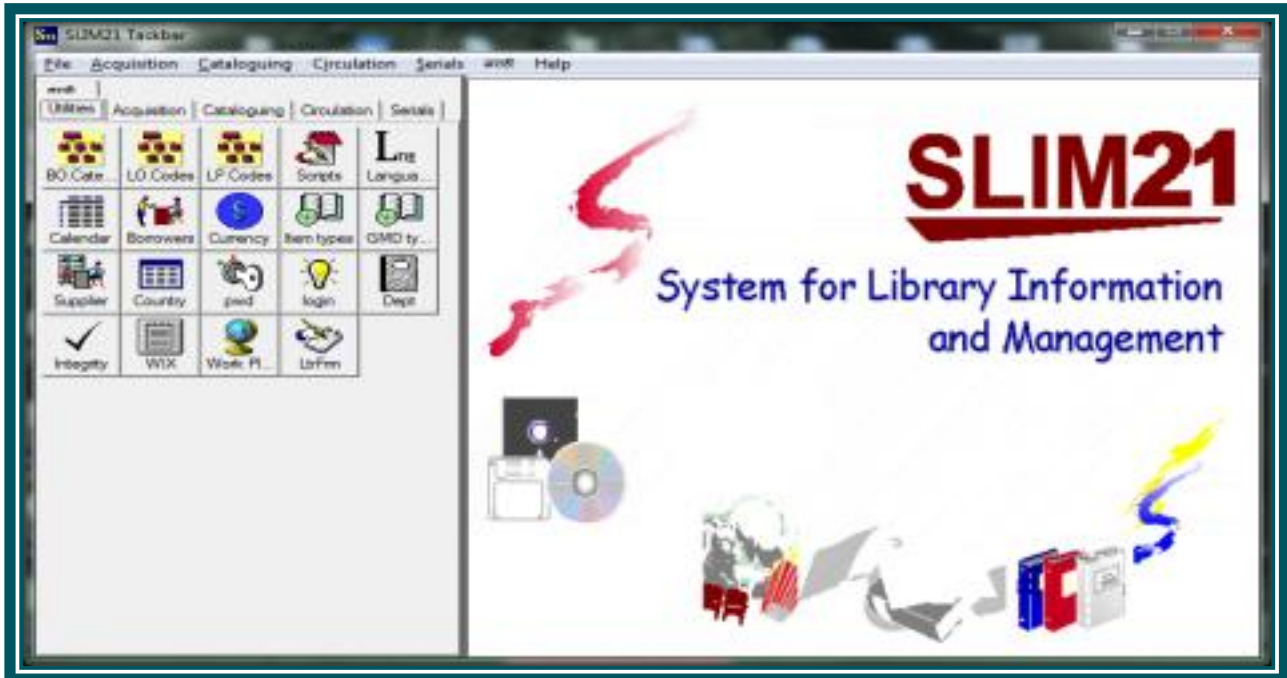 SLIM21 Taskbar
File Acquisition Cataloguing Circulation Serials मराठी Help
मराठी
Utilities Acquisition Cataloguing Circulation Serials
BO.Cate... LO.Codes LP.Codes Scripts Langua...
Calendar Borrowers Currency Item types GMD ty...
Supplier Country pwd login Dept
Integrity WIX Work Pl... LtrFrm
SLIM21
System for Library Information
and Management